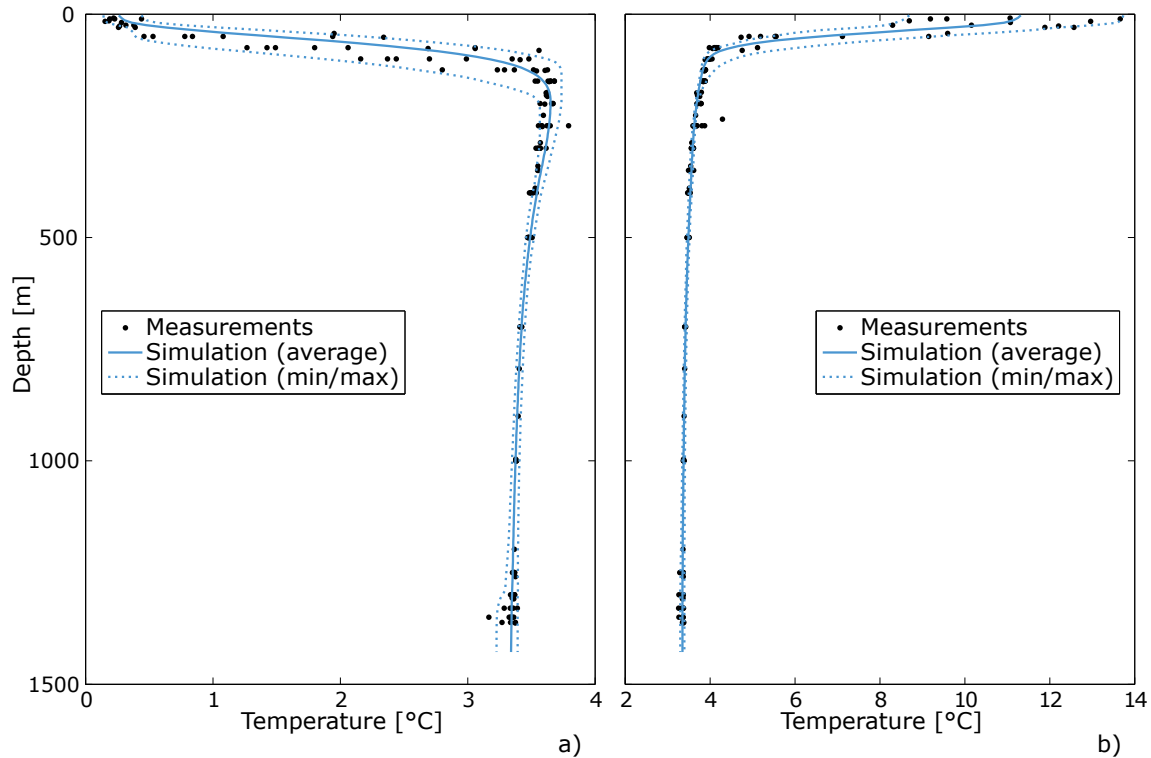 0
500
1000
1500
Depth [m]
Measurements
Simulation (average)
Simulation (min/max)
0 1 2 3 4
Temperature [°C]
a)
Measurements
Simulation (average)
Simulation (min/max)
2 4 6 8 10 12 14
Temperature [°C]
b)